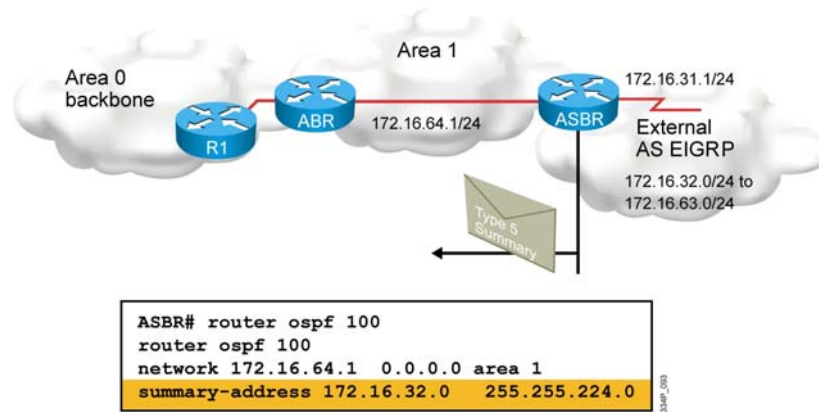 Area 0
backbone
R1
ABR
Area 1
172.16.64.1/24
ASBR
172.16.31.1/24
External
AS EIGRP
172.16.32.0/24 to
172.16.63.0/24
Type 5
Summary
ASBR# router ospf 100
router ospf 100
network 172.16.64.1 0.0.0.0 area 1
summary-address 172.16.32.0 255.255.224.0
334P_093